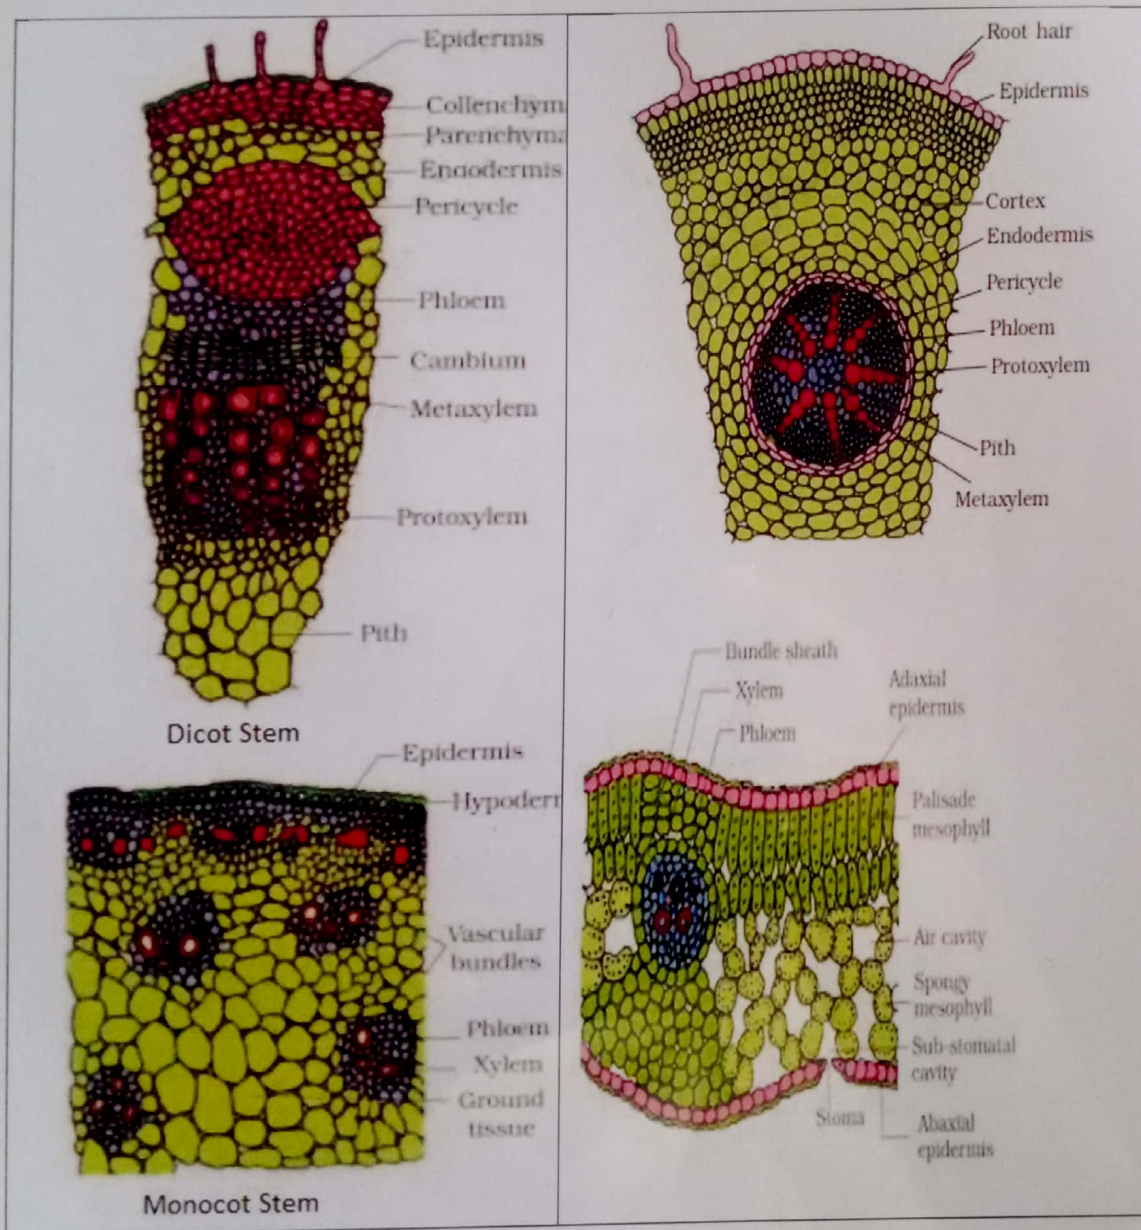 Epidermis
Collenchym
Parenchyma
Endodermis
Pericycle
Phloem
Cambium
Metaxylem
Protoxylem
Pith
Dicot Stem
Epidermis
Hypoderr
Vascular
bundles
Phloem
Xylem
Ground
tissue
Monocot Stem
Root hair
Epidermis
Cortex
Endodermis
Pericycle
Phloem
Protoxylem
Pith
Metaxylem
Bundle sheath
Xylem
Phloem
Adaxial
epidermis
Palisade
mesophyll
Air cavity
Spongy
mesophyll
Sub-stomatal
cavity
Stoma
Abaxial
epidermis